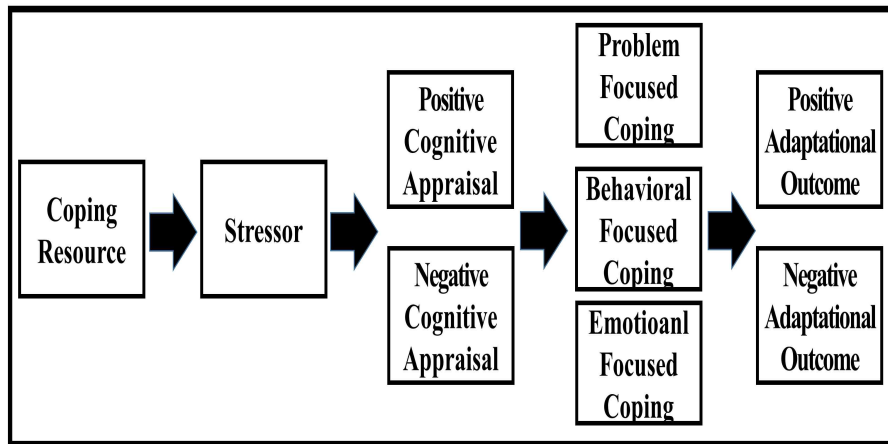 Coping
Resource
Stressor
Positive
Cognitive
Appraisal
Negative
Cognitive
Appraisal
Problem
Focused
Coping
Behavioral
Focused
Coping
Emotioanl
Focused
Coping
Positive
Adaptational
Outcome
Negative
Adaptational
Outcome